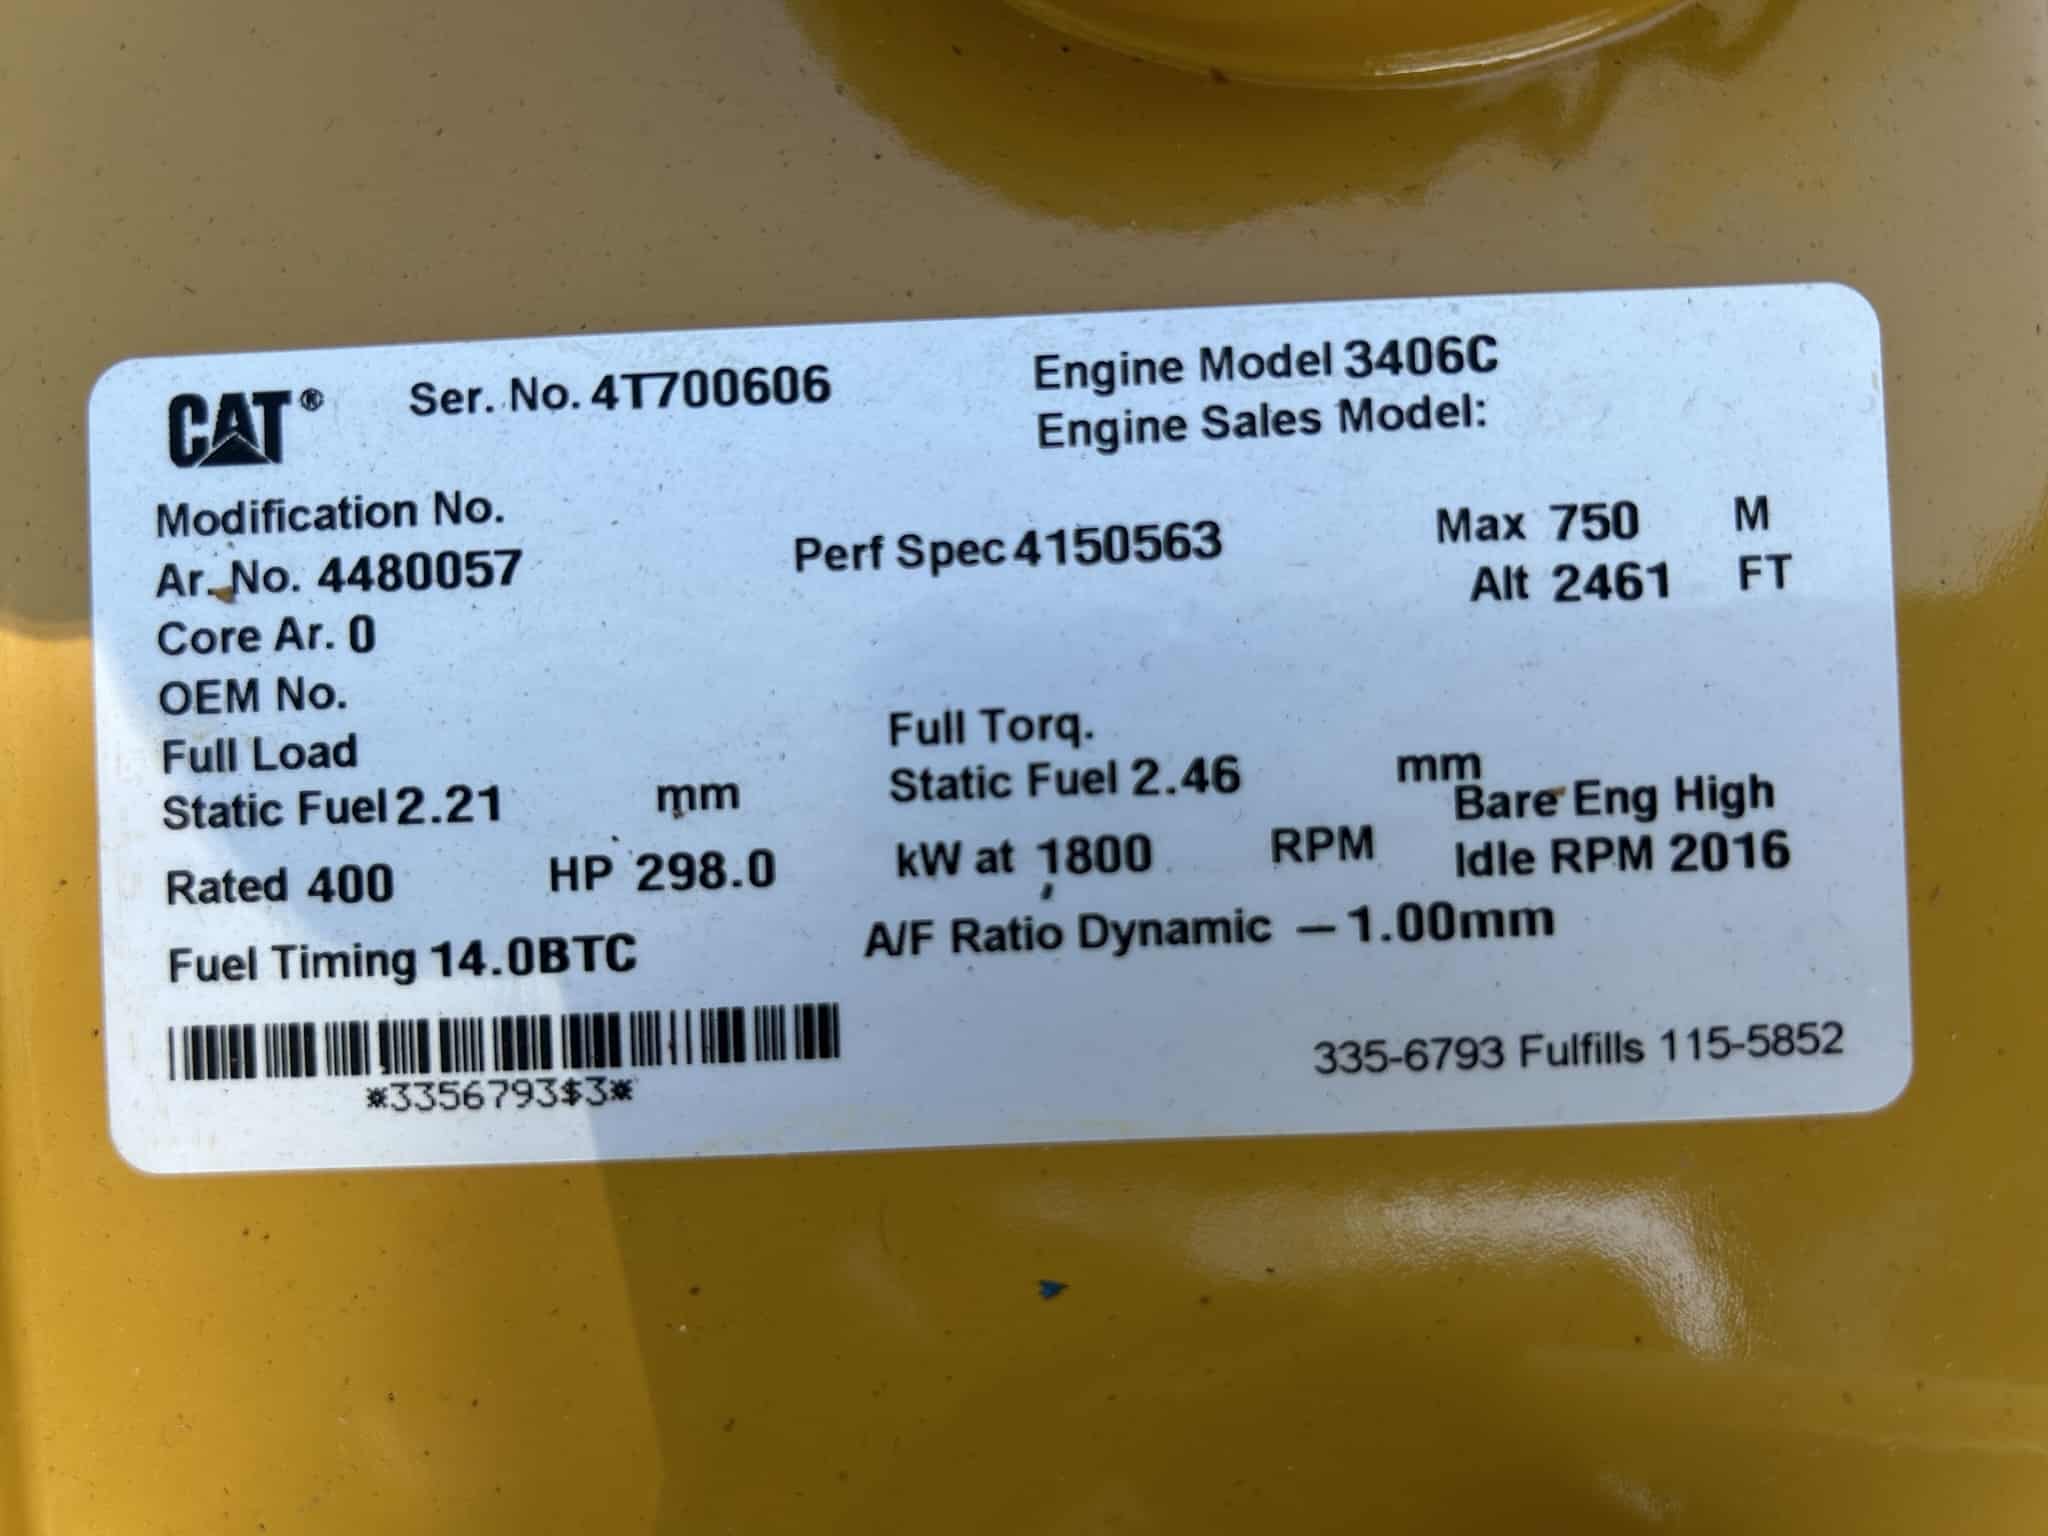 CAT® Ser. No. 4T700606 Engine Model 3406C
Engine Sales Model:
Modification No.
Ar. No. 4480057 Perf Spec 4150563 Max 750 M
Alt 2461 FT
Core Ar. 0
OEM No.
Full Load Full Torq.
Static Fuel 2.21 mm Static Fuel 2.46 mm
Bare Eng High
Rated 400 HP 298.0 kW at 1800 RPM Idle RPM 2016
Fuel Timing 14.0BTC A/F Ratio Dynamic –1.00mm
*3356793$3* 335-6793 Fulfills 115-5852